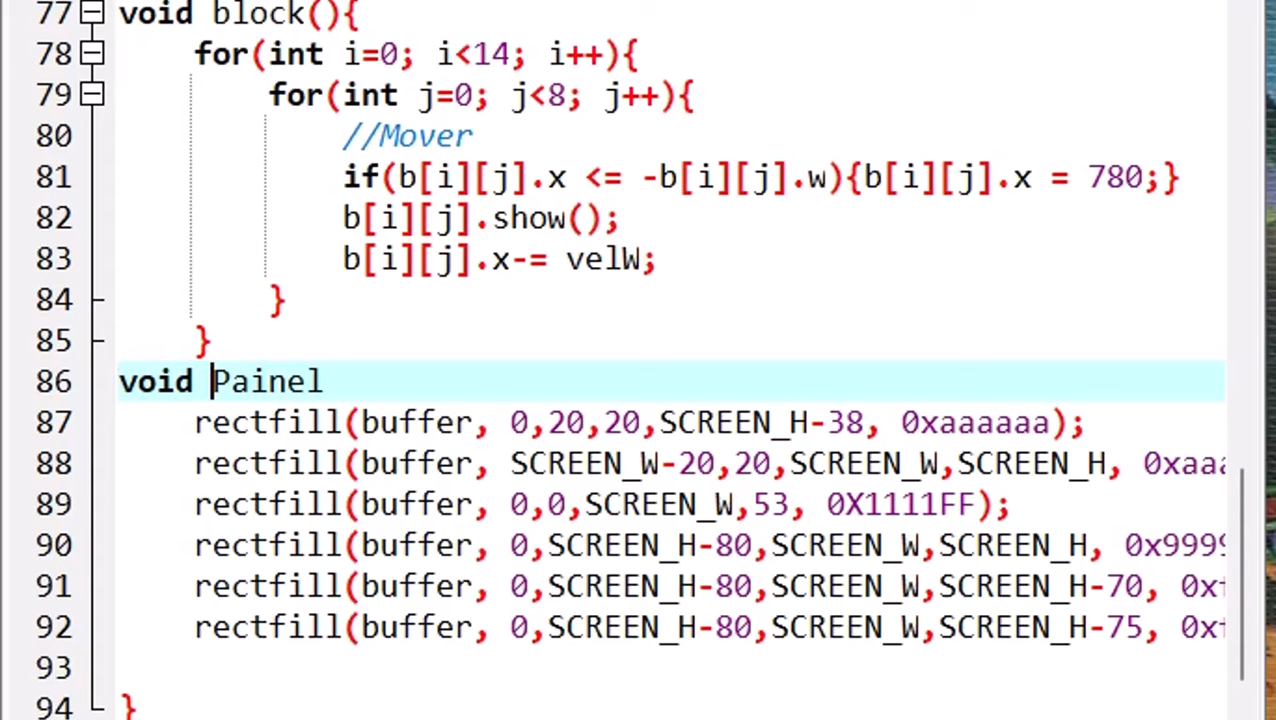 77 void block(){
78 for(int i=0; i<14; i++){
79 for(int j=0; j<8; j++){
80 //Mover
81 if(b[i][j].x <= -b[i][j].w){b[i][j].x = 780;}
82 b[i][j].show();
83 b[i][j].x-= velW;
84 }
85 }
86 void Painel
87 rectfill(buffer, 0,20,20,SCREEN_H-38, 0xaaaaaa);
88 rectfill(buffer, SCREEN_W-20,20,SCREEN_W,SCREEN_H, 0xaaa
89 rectfill(buffer, 0,0,SCREEN_W,53, 0X1111FF);
90 rectfill(buffer, 0,SCREEN_H-80,SCREEN_W,SCREEN_H, 0x9999
91 rectfill(buffer, 0,SCREEN_H-80,SCREEN_W,SCREEN_H-70, 0xf
92 rectfill(buffer, 0,SCREEN_H-80,SCREEN_W,SCREEN_H-75, 0xf
93
94 }